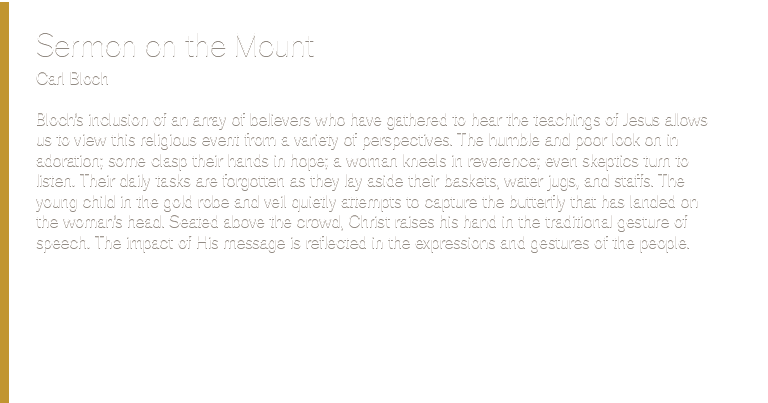 Sermon on the Mount
Carl Bloch
Bloch's inclusion of an array of believers who have gathered to hear the teachings of Jesus allows
us to view this religious event from a variety of perspectives. The humble and poor look on in
adoration; some clasp their hands in hope; a woman kneels in reverence; even skeptics turn to
listen. Their daily tasks are forgotten as they lay aside their baskets, water jugs, and staffs. The
young child in the gold robe and veil quietly attempts to capture the butterfly that has landed on
the woman's head. Seated above the crowd, Christ raises his hand in the traditional gesture of
speech. The impact of His message is reflected in the expressions and gestures of the people.